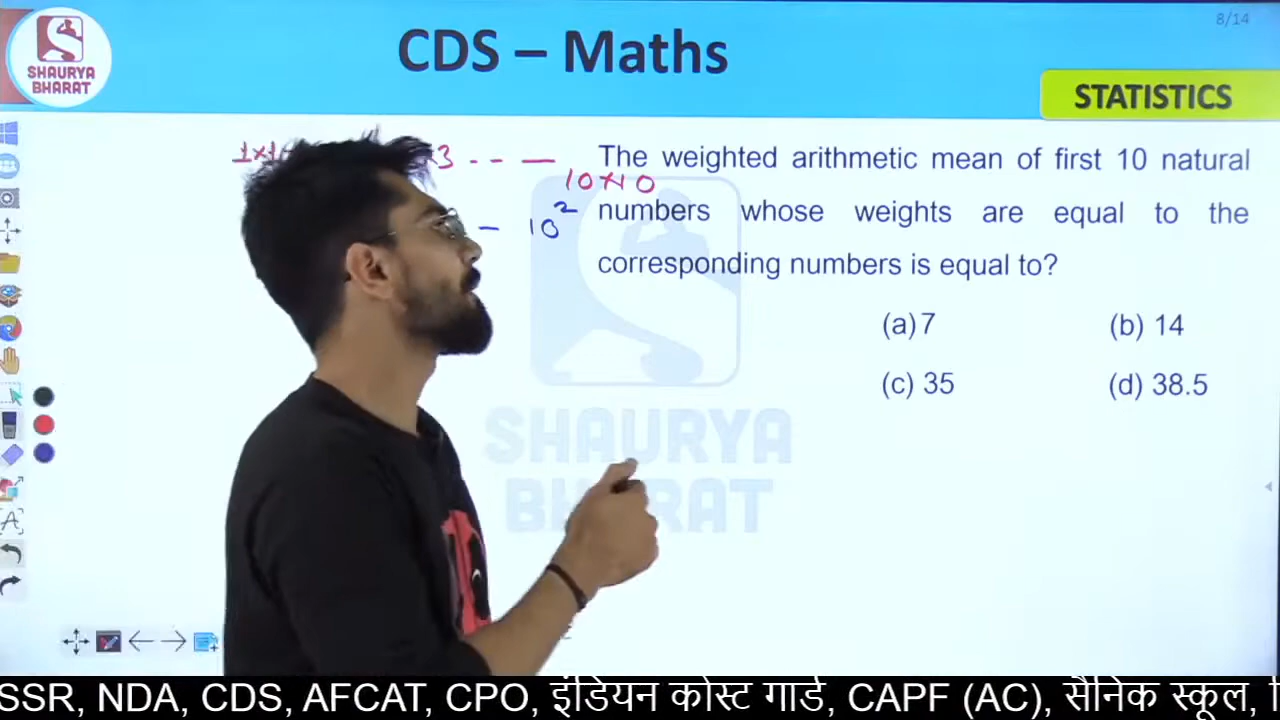 8/14
CDS – Maths
SHAURYA
BHARAT
STATISTICS
3 - - —
10×10
– 10²
The weighted arithmetic mean of first 10 natural
numbers whose weights are equal to the
corresponding numbers is equal to?
(a) 7 (b) 14
(c) 35 (d) 38.5
SHAURYA
BHARAT
SSR, NDA, CDS, AFCAT, CPO, इंडियन कोस्ट गार्ड, CAPF (AC), सैनिक स्कूल,